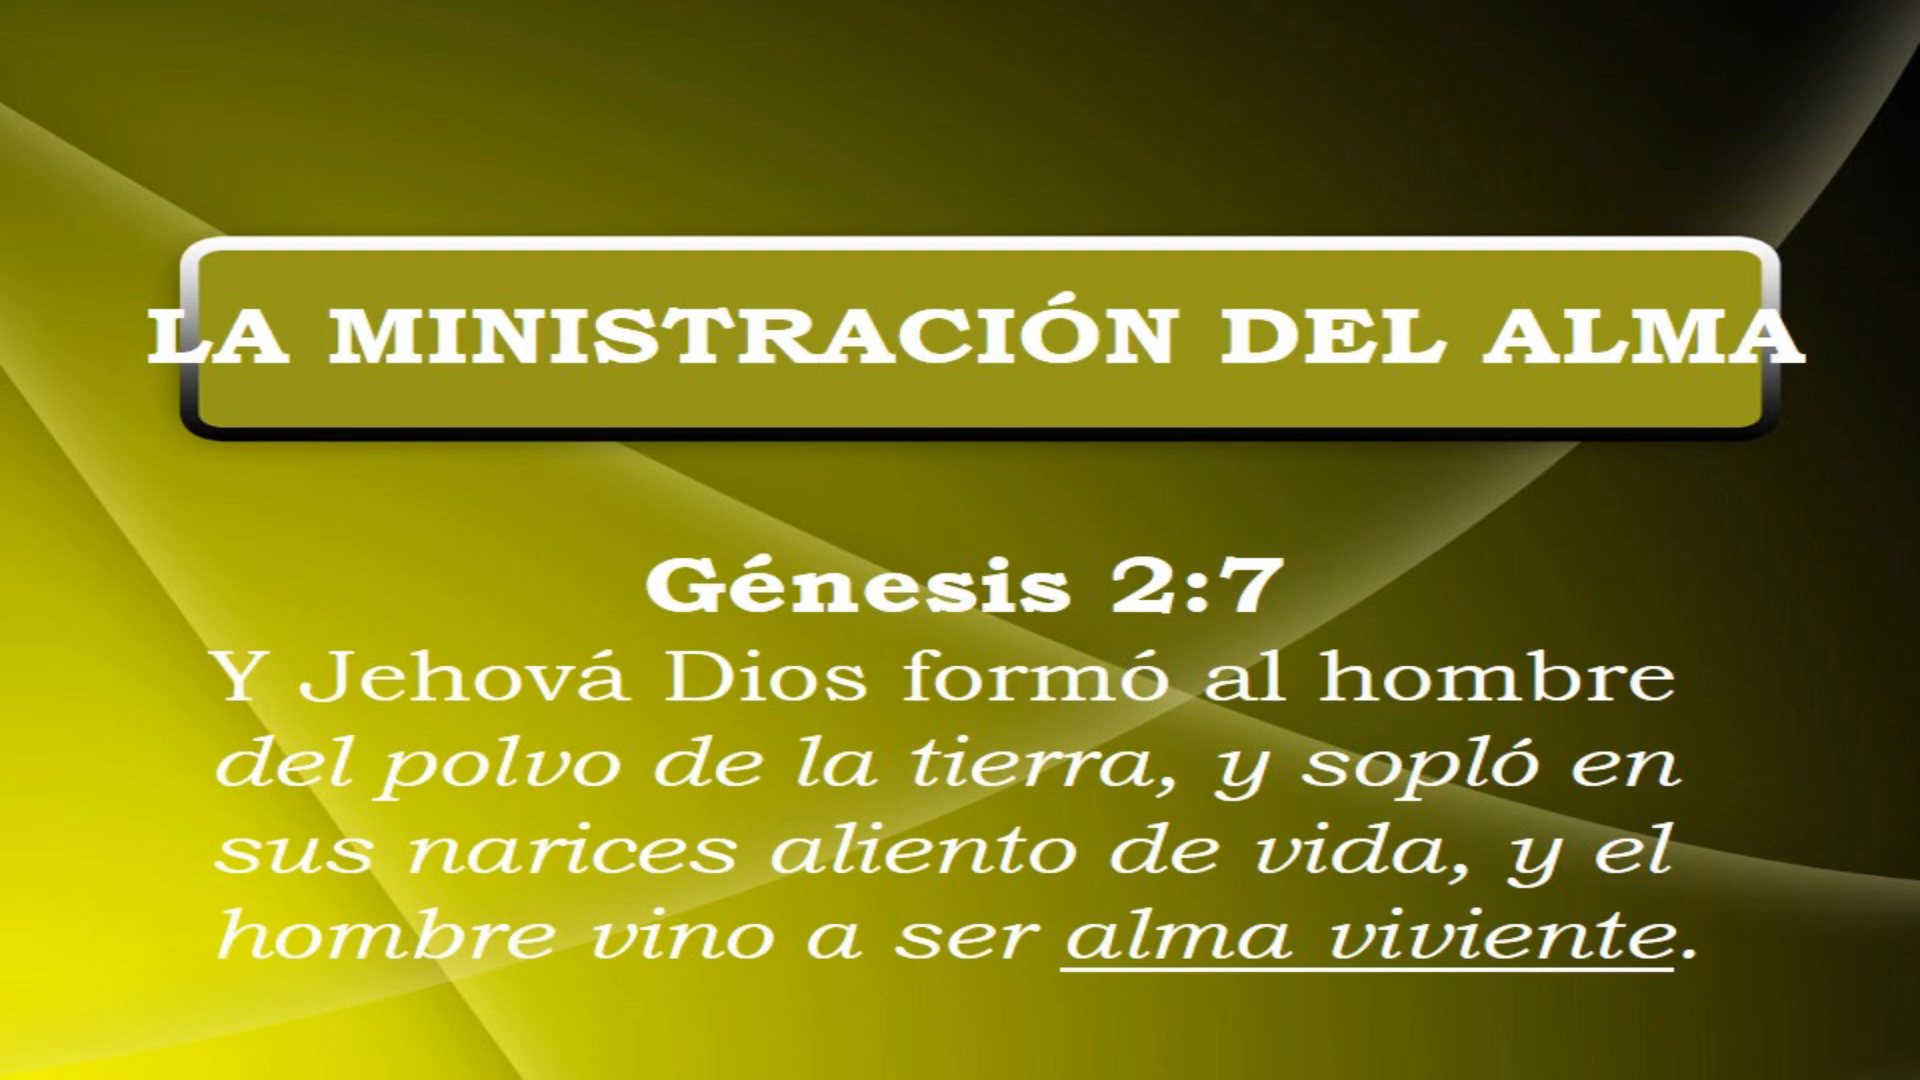 LA MINISTRACIÓN DEL ALMA
Génesis 2:7
Y Jehová Dios formó al hombre
del polvo de la tierra, y sopló en
sus narices aliento de vida, y el
hombre vino a ser alma viviente.